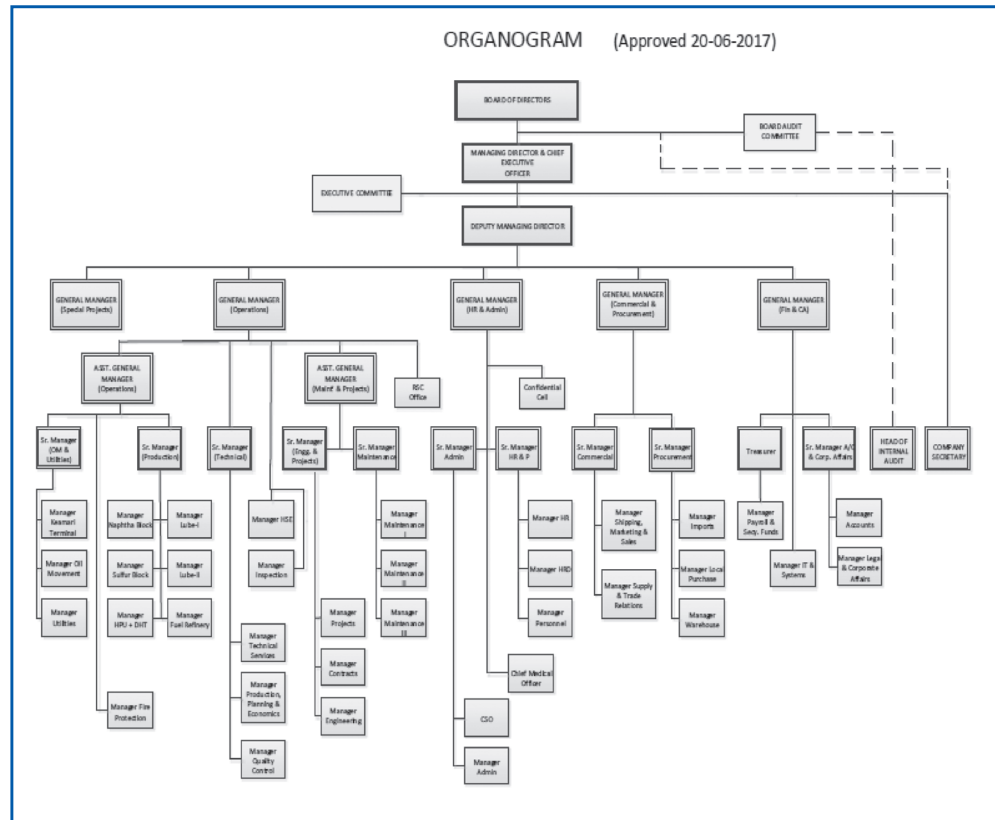 ORGANOGRAM (Approved 20-06-2017)
BOARD OF DIRECTORS
BOARD AUDIT
COMMITTEE
MANAGING DIRECTOR & CHIEF
EXECUTIVE
OFFICER
EXECUTIVE COMMITTEE
DEPUTY MANAGING DIRECTOR
GENERAL MANAGER
(Special Projects)
GENERAL MANAGER
(Operations)
GENERAL MANAGER
(HR & Admin)
GENERAL MANAGER
(Commercial &
Procurement)
GENERAL MANAGER
(Fin & CA)
ASST. GENERAL
MANAGER
(Operations)
ASST. GENERAL
MANAGER
& Projects)
RSC
Office
Confidential
Cell
Sr. Manager
(OM &
Utilities)
Sr. Manager
(Production)
Sr. Manager
(Technical)
Sr. Manager
(Engg. &
Projects)
Sr. Manager
Maintenance
Sr. Manager
Admin
Sr. Manager
HR & P
Sr. Manager
Commercial
Sr. Manager
Procurement
Treasurer
Sr. Manager A/C
& Corp. Affairs
HEAD OF
INTERNAL
AUDIT
COMPANY
SECRETARY
Manager
Keamari
Terminal
Manager
Naphtha Block
Manager
Lube-I
Manager HSE
Manager
Maintenance
I
Manager HR
Manager
Shipping,
Marketing &
Sales
Manager
Imports
Manager
Payroll &
Secy. Funds
Manager
Accounts
Manager Oil
Movement
Manager
Sulfur Block
Manager
Lube-II
Manager
Inspection
Manager
Maintenance
II
Manager HRD
Manager Supply
& Trade
Relations
Manager Local
Purchase
Manager IT &
Systems
Manager Legal
& Corporate
Affairs
Manager
Utilities
Manager
HPU + DHT
Manager
Fuel Refinery
Manager
Projects
Manager
Maintenance
III
Manager
Personnel
Manager
Warehouse
Manager
Technical
Services
Manager
Contracts
Chief Medical
Officer
Manager Fire
Protection
Manager
Production,
Planning &
Economics
Manager
Engineering
CSO
Manager
Quality
Control
Manager
Admin